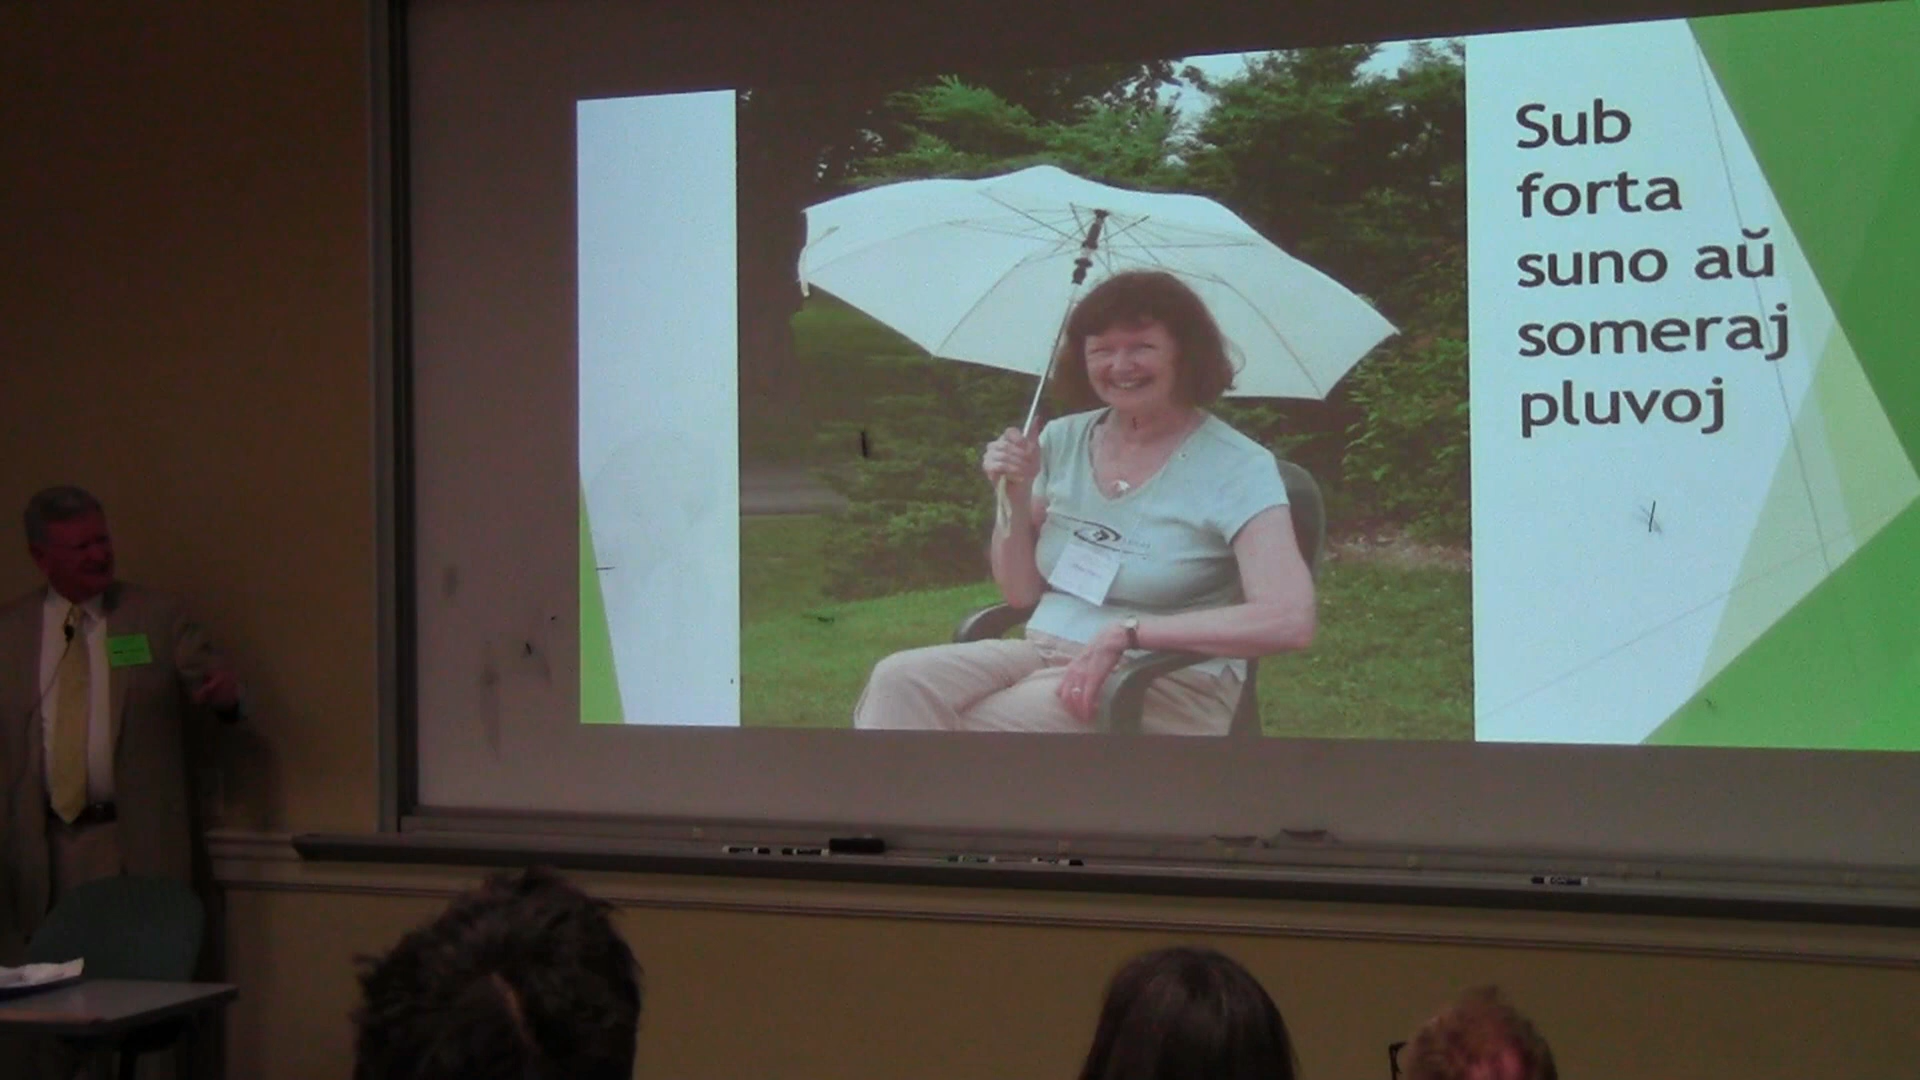 Sub
forta
suno aŭ
someraj
pluvoj